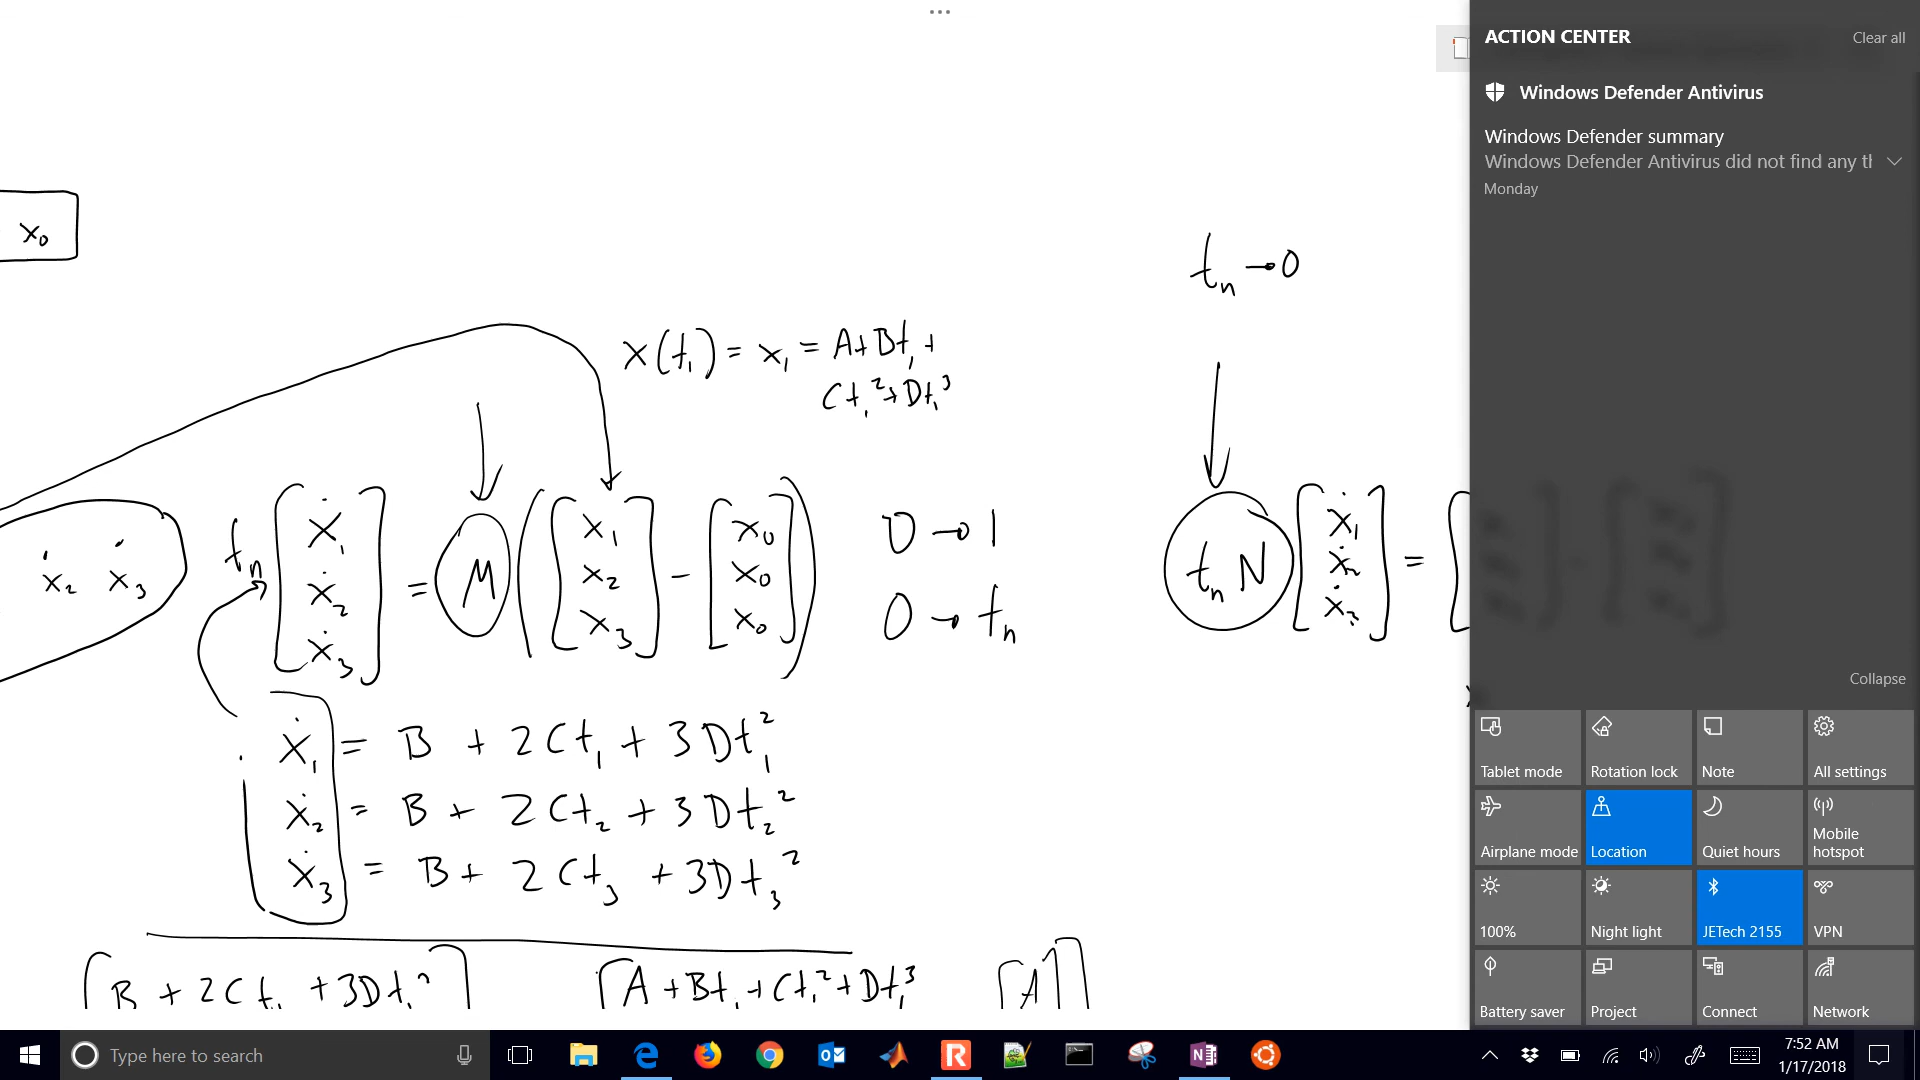 ACTION CENTER
Clear all
Windows Defender Antivirus
Windows Defender summary
Windows Defender Antivirus did not find any tl
Monday
x₀
tₙ → 0
x(t₁) = x₁ = A+Bt₁ +
Ct₁² + Dt₁³
ẋ₂ ẋ₃
tₙ [ẋ₁ ẋ₂ ẋ₃] = M ([x₁ x₂ x₃] − [x₀ x₀ x₀])
0 → 1
0 → tₙ
tₙ N [ẋ₁ ẋ₂ ẋ₃] = [
ẋ₁ = B + 2Ct₁ + 3Dt₁²
ẋ₂ = B + 2Ct₂ + 3Dt₂²
ẋ₃ = B + 2Ct₃ + 3Dt₃²
[B + 2Ct₁ + 3Dt₁²] [A + Bt₁ + Ct₁² + Dt₁³ [A]]
Collapse
Tablet mode
Rotation lock
Note
All settings
Airplane mode
Location
Quiet hours
Mobile hotspot
100%
Night light
JETech 2155
VPN
Battery saver
Project
Connect
Network
Type here to search
7:52 AM
1/17/2018